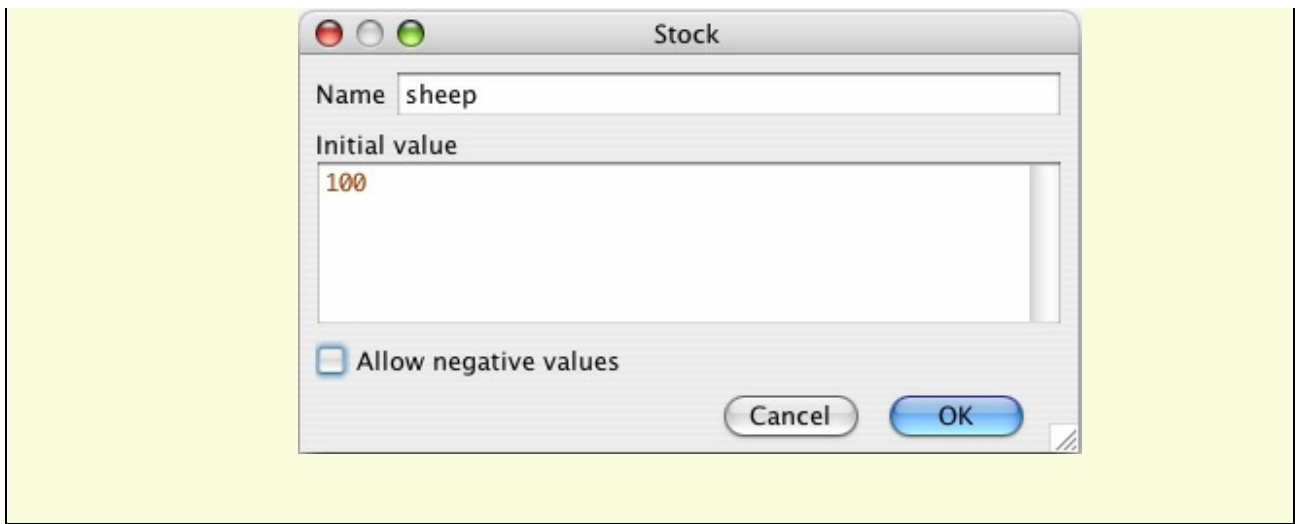 Stock
Name sheep
Initial value
100
Allow negative values
Cancel OK